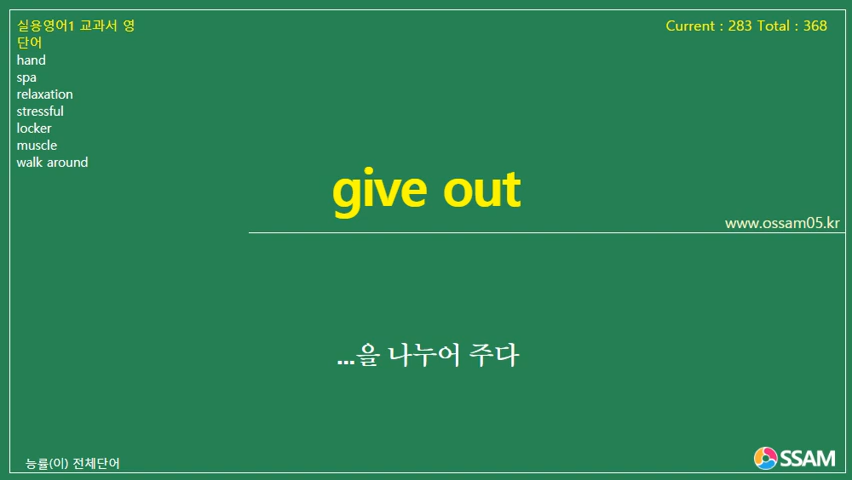 실용영어1 교과서 영
단어
Current : 283 Total : 368
hand
spa
relaxation
stressful
locker
muscle
walk around
give out
www.ossam05.kr
...을 나누어 주다
능률(이) 전체단어
OSSAM